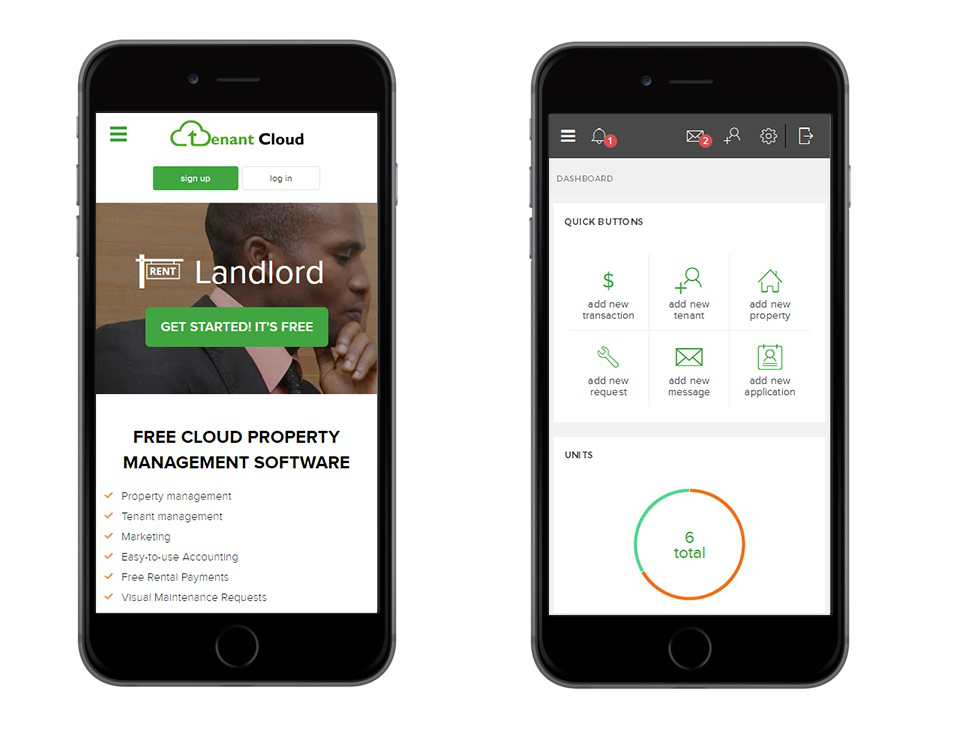 tenant Cloud
sign up
log in
RENT
Landlord
GET STARTED! IT'S FREE
FREE CLOUD PROPERTY
MANAGEMENT SOFTWARE
Property management
Tenant management
Marketing
Easy-to-use Accounting
Free Rental Payments
Visual Maintenance Requests
1
2
DASHBOARD
QUICK BUTTONS
$
add new
transaction
add new
tenant
add new
property
add new
request
add new
message
add new
application
UNITS
6
total